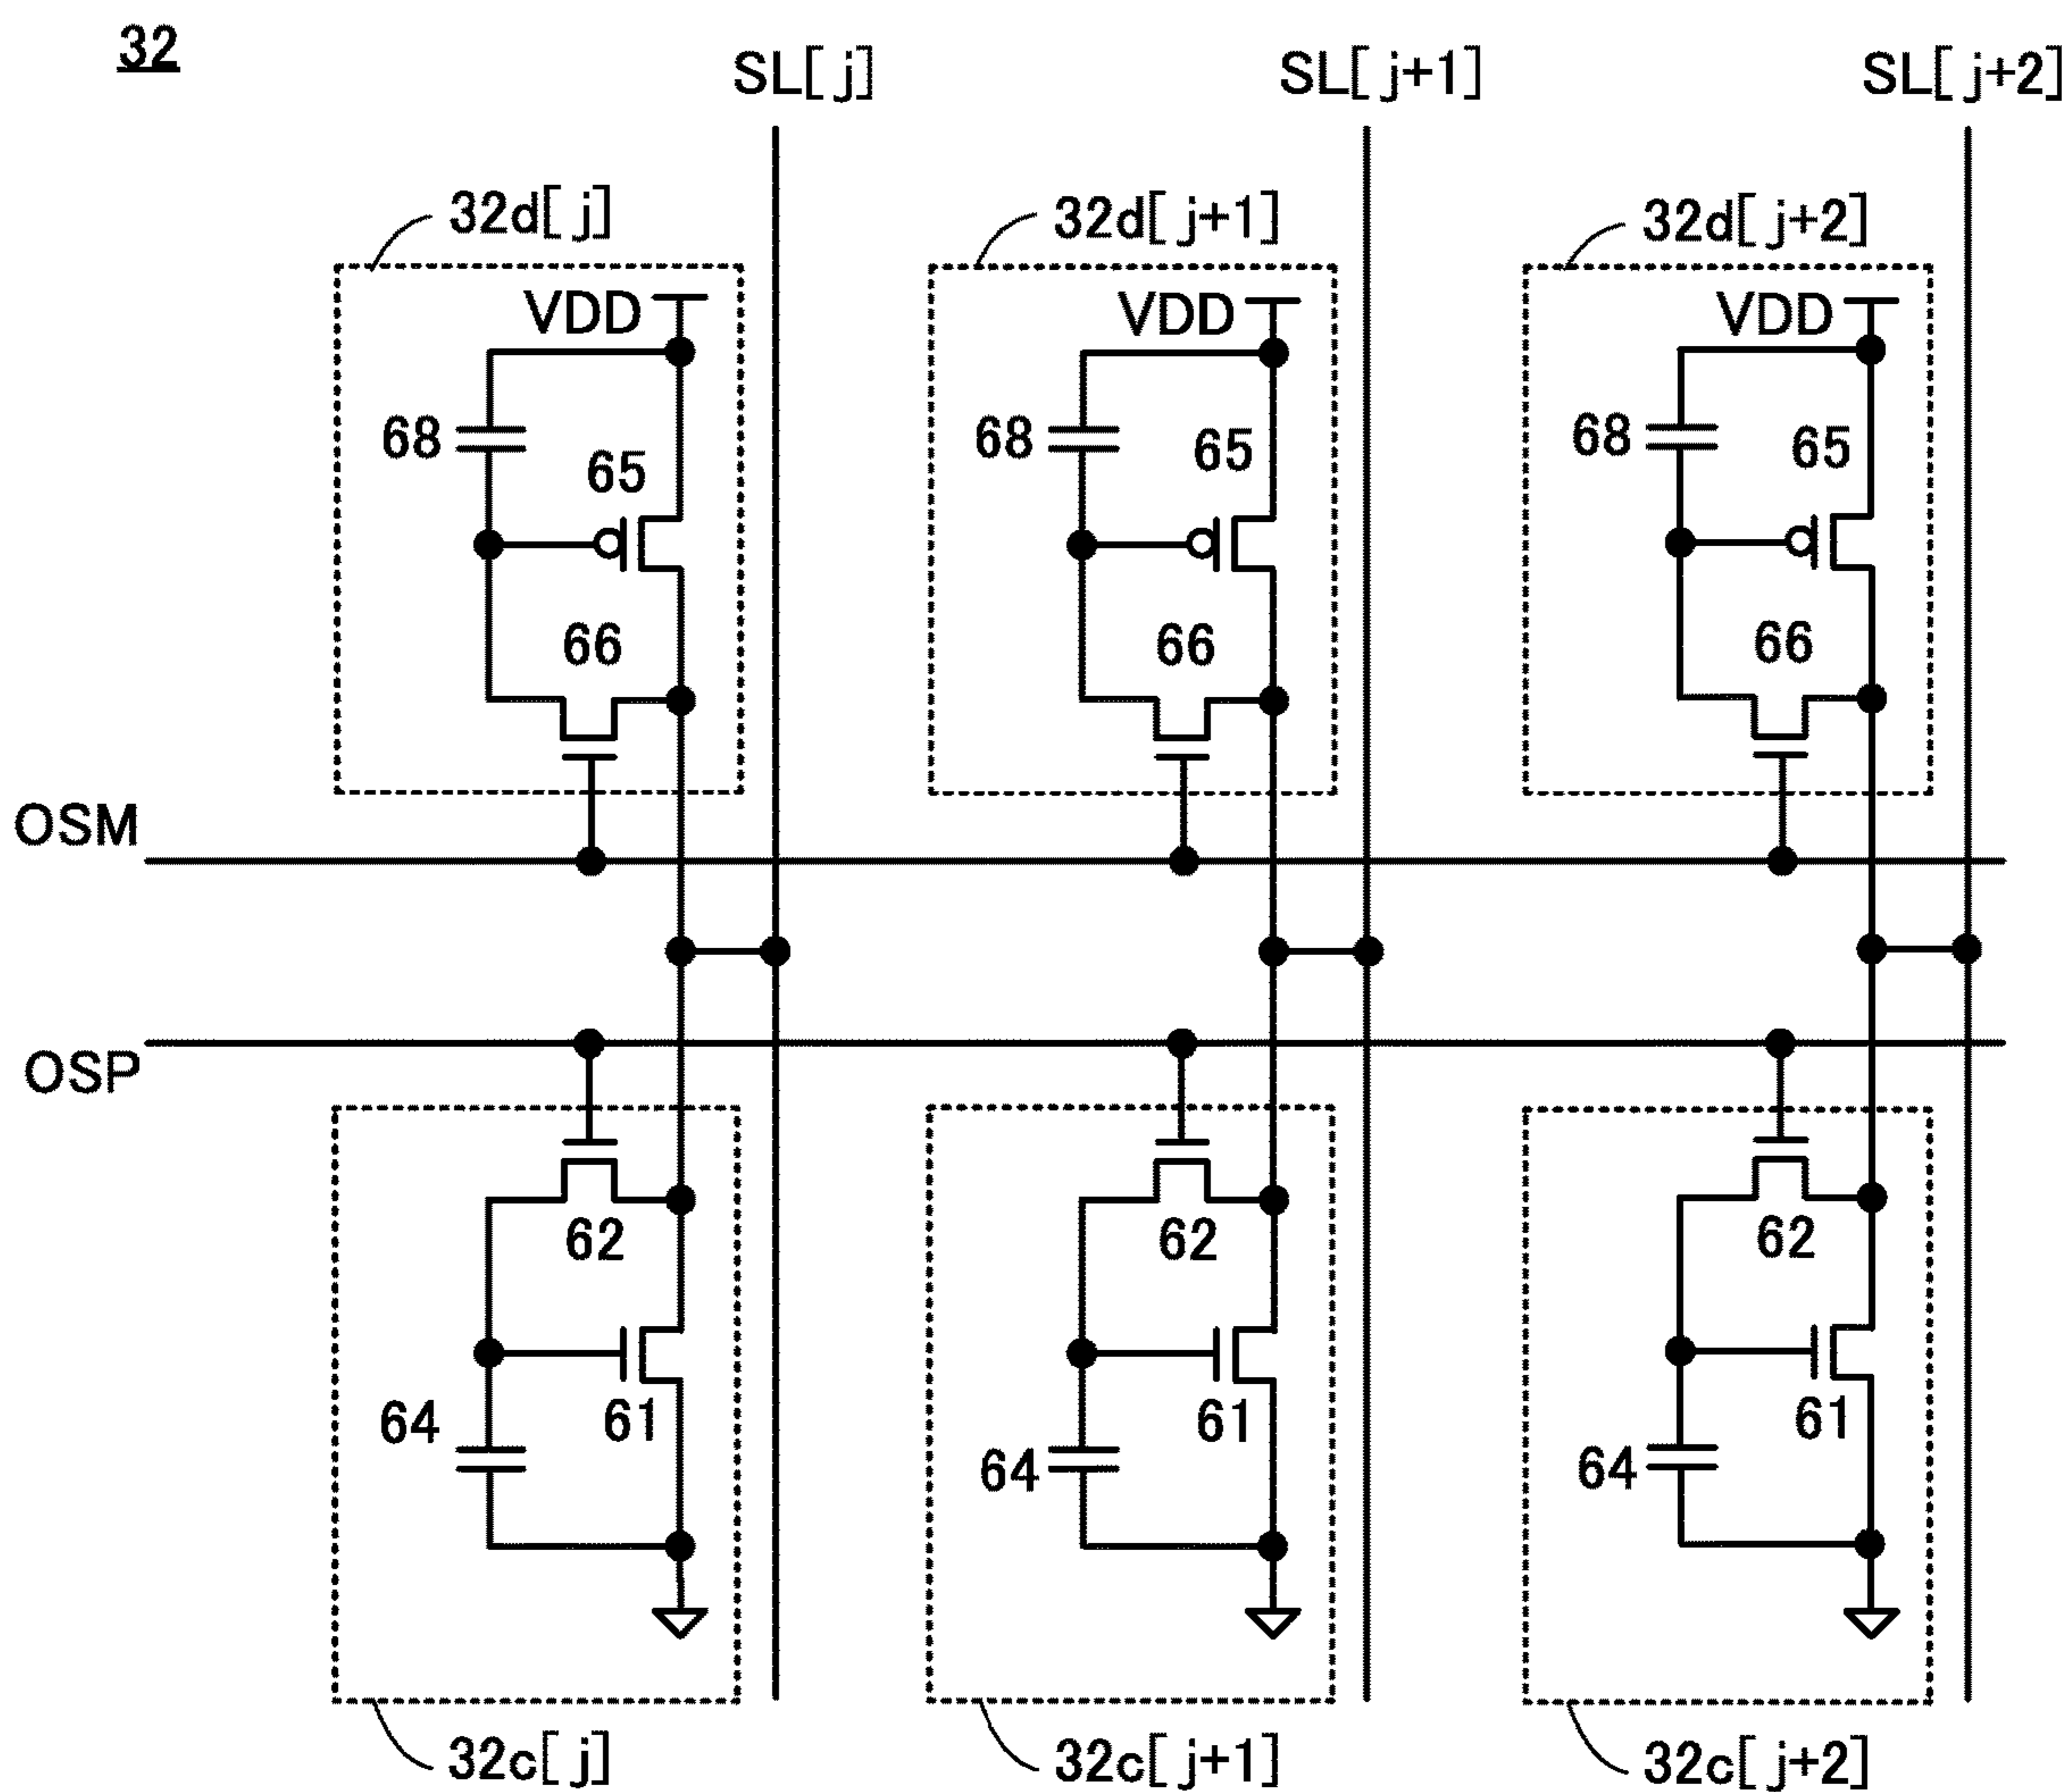 32
SL[j] SL[j+1] SL[j+2]
32d[j] 32d[j+1] 32d[j+2]
VDD VDD VDD
68 65 68 65 68 65
66 66 66
OSM
OSP
62 62 62
64 61 64 61 64 61
32c[j] 32c[j+1] 32c[j+2]